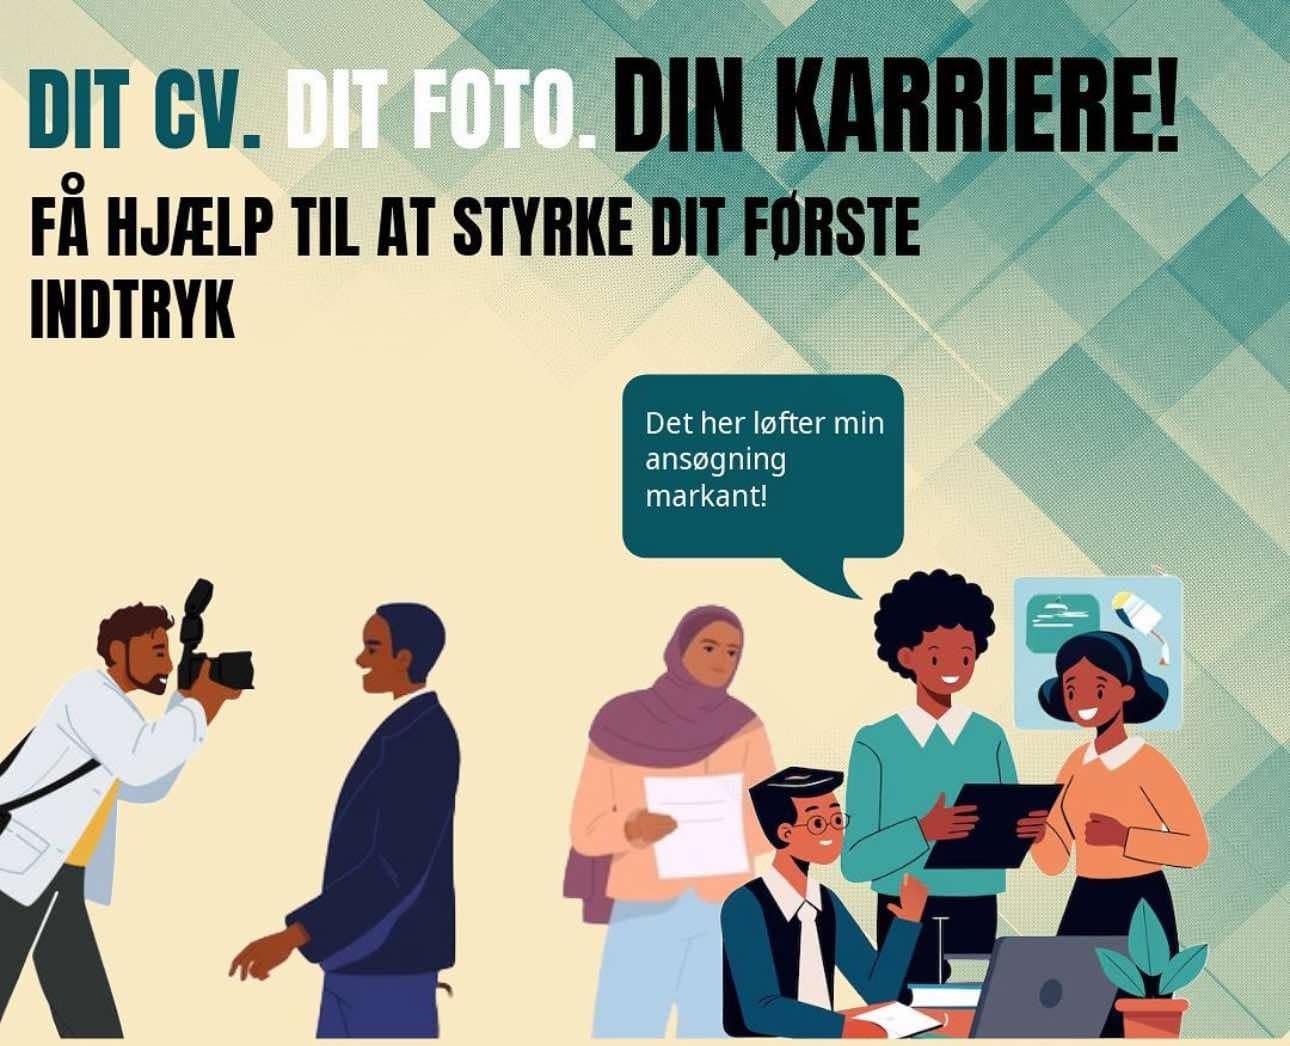 DIT CV. DIT FOTO. DIN KARRIERE!
FÅ HJÆLP TIL AT STYRKE DIT FØRSTE
INDTRYK
Det her løfter min
ansøgning
markant!